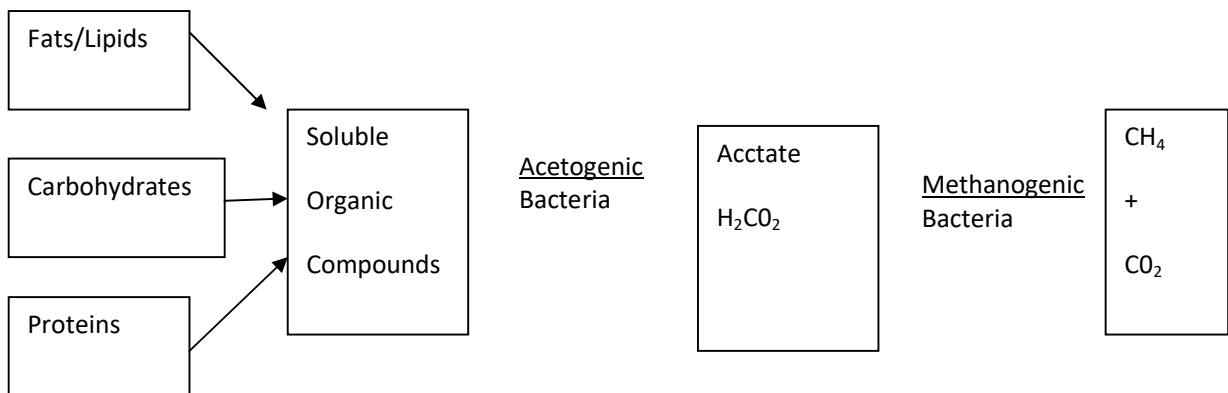 Fats/Lipids
Carbohydrates
Proteins
Soluble
Organic
Compounds
Acetogenic
Bacteria
Acctate
H₂C0₂
Methanogenic
Bacteria
CH₄
+
C0₂